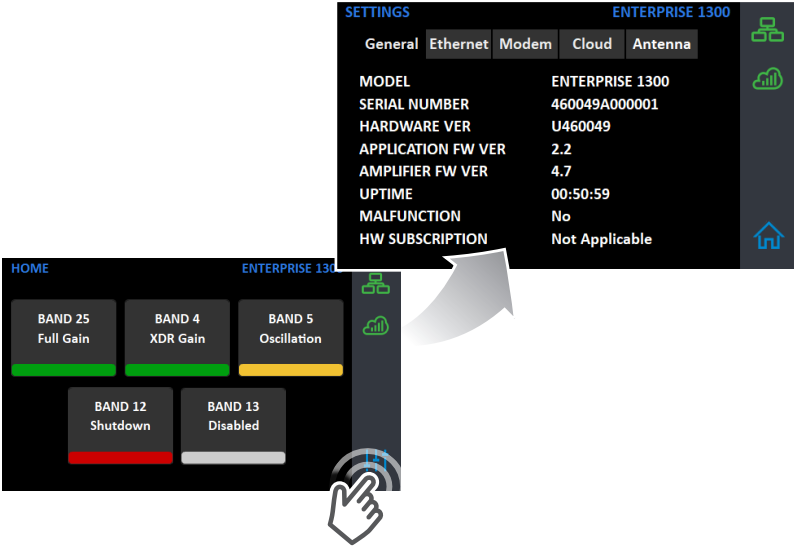 SETTINGS ENTERPRISE 1300
General Ethernet Modem Cloud Antenna
MODEL ENTERPRISE 1300
SERIAL NUMBER 460049A000001
HARDWARE VER U460049
APPLICATION FW VER 2.2
AMPLIFIER FW VER 4.7
UPTIME 00:50:59
MALFUNCTION No
HW SUBSCRIPTION Not Applicable
HOME ENTERPRISE 130
BAND 25
Full Gain
BAND 4
XDR Gain
BAND 5
Oscillation
BAND 12
Shutdown
BAND 13
Disabled